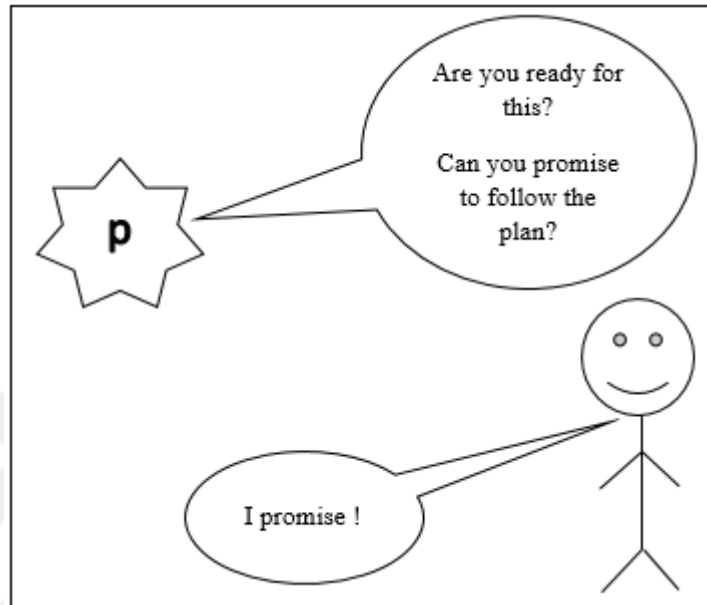 Are you ready for
this?
Can you promise
to follow the
plan?
p
I promise !